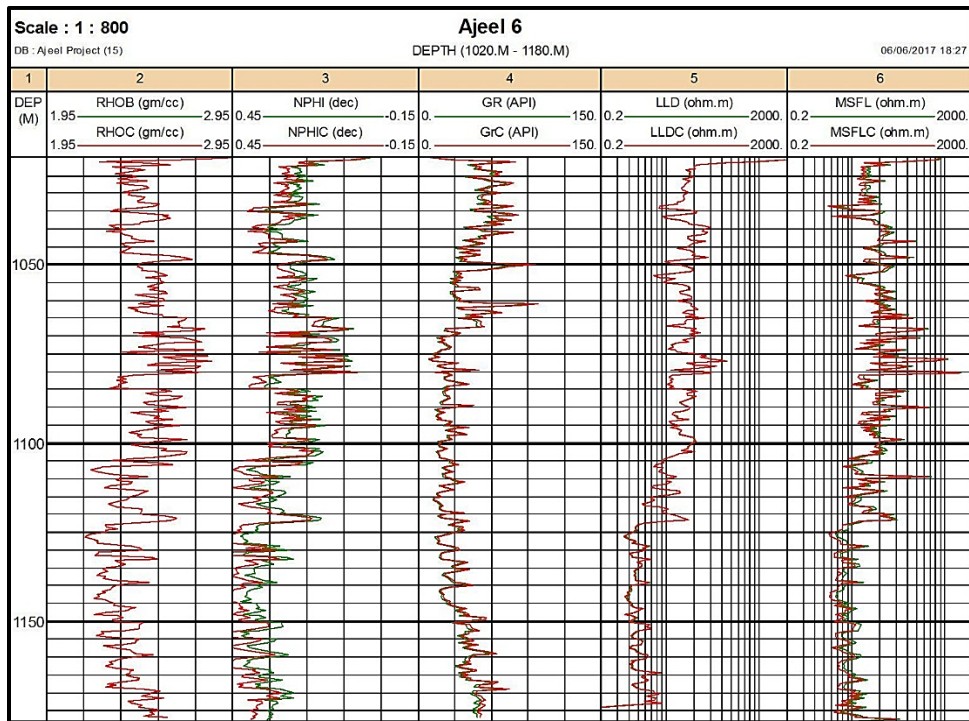 Scale : 1 : 800
Ajeel 6
DB : Ajeel Project (15)
DEPTH (1020.M - 1180.M)
06/06/2017 18:27
1 2 3 4 5 6
DEP (M)
RHOB (gm/cc)
1.95 2.95
RHOC (gm/cc)
1.95 2.95
NPHI (dec)
0.45 -0.15
NPHIC (dec)
0.45 -0.15
GR (API)
0. 150.
GrC (API)
0. 150.
LLD (ohm.m)
0.2 2000.
LLDC (ohm.m)
0.2 2000.
MSFL (ohm.m)
0.2 2000.
MSFLC (ohm.m)
0.2 2000.
1050
1100
1150